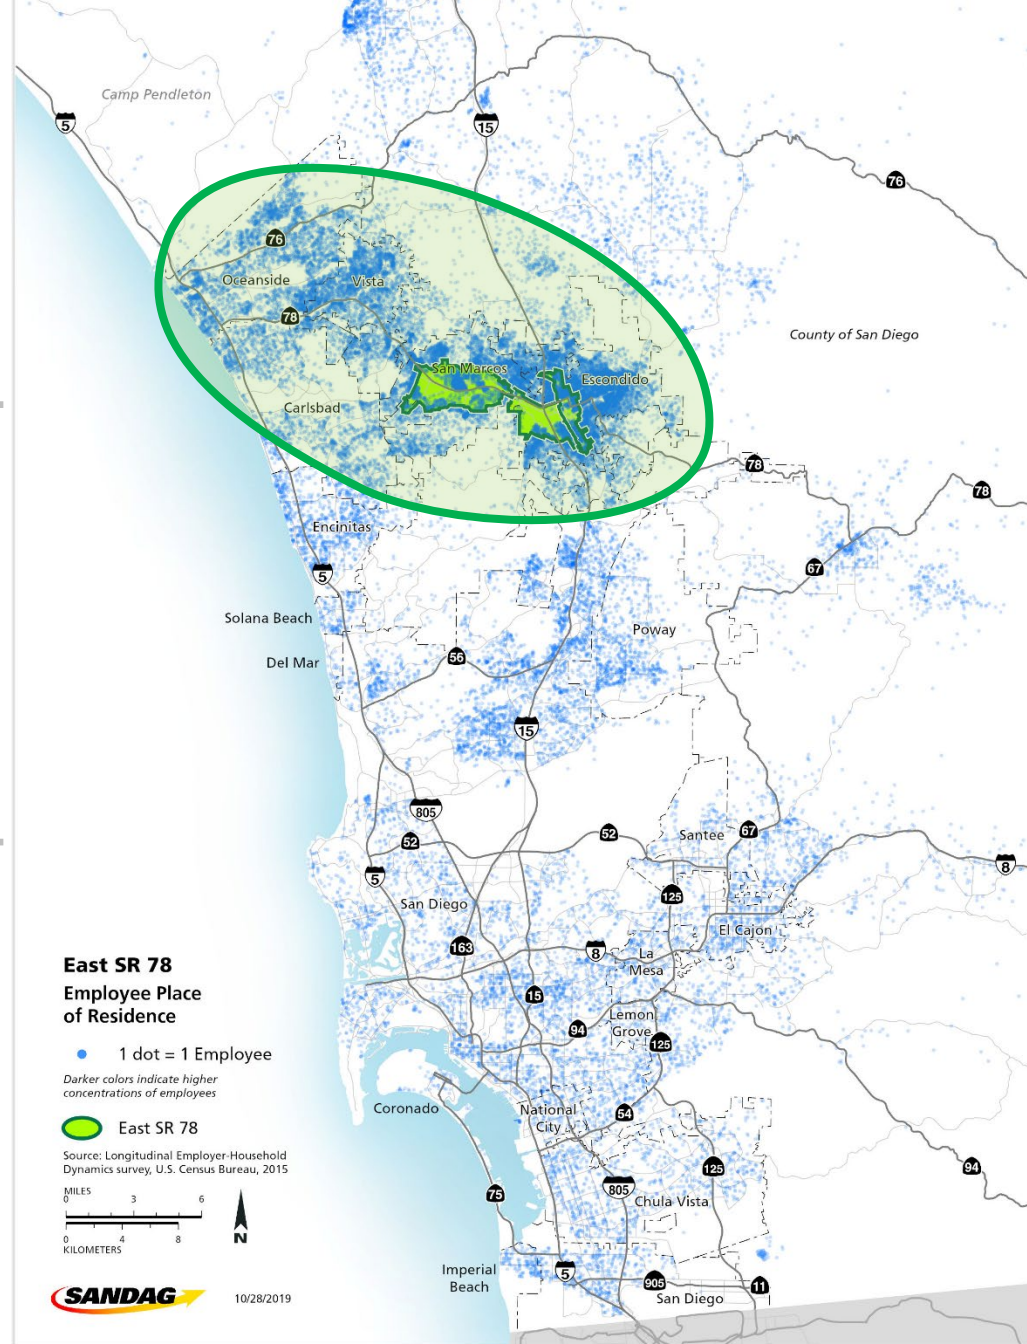 Camp Pendleton
5
15
76
76
Oceanside
Vista
78
County of San Diego
San Marcos
Escondido
Carlsbad
78
78
Encinitas
67
5
Solana Beach
Poway
Del Mar
56
15
805
52
52
Santee
67
5
8
125
San Diego
El Cajon
163
8
La
Mesa
15
Lemon
Grove
94
125
Coronado
National
City
54
125
94
75
805
Chula Vista
Imperial
Beach
5
905
11
San Diego
East SR 78
Employee Place
of Residence
1 dot = 1 Employee
Darker colors indicate higher
concentrations of employees
East SR 78
Source: Longitudinal Employer-Household
Dynamics survey, U.S. Census Bureau, 2015
MILES
0 3 6
0 4 8
KILOMETERS
N
SANDAG
10/28/2019